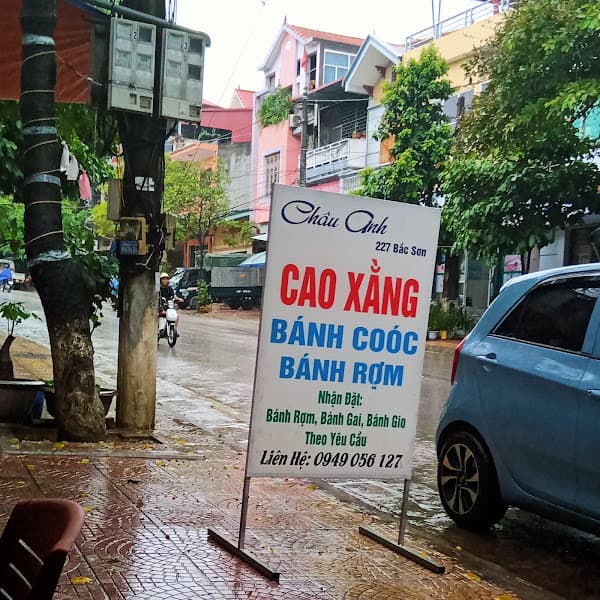 Châu Anh
227 Bắc Sơn
CAO XẰNG
BÁNH COÓC
BÁNH RỢM
Nhận Đặt:
Bánh Rợm, Bánh Gai, Bánh Gio
Theo Yêu Cầu
Liên Hệ: 0949 056 127